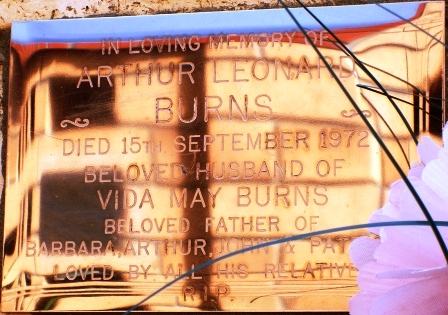 IN LOVING MEMORY OF
ARTHUR LEONARD
BURNS
DIED 15TH. SEPTEMBER 1972
BELOVED HUSBAND OF
VIDA MAY BURNS
BELOVED FATHER OF
BARBARA, ARTHUR, JOHN & PAT
LOVED BY ALL HIS RELATIVE
R.I.P.